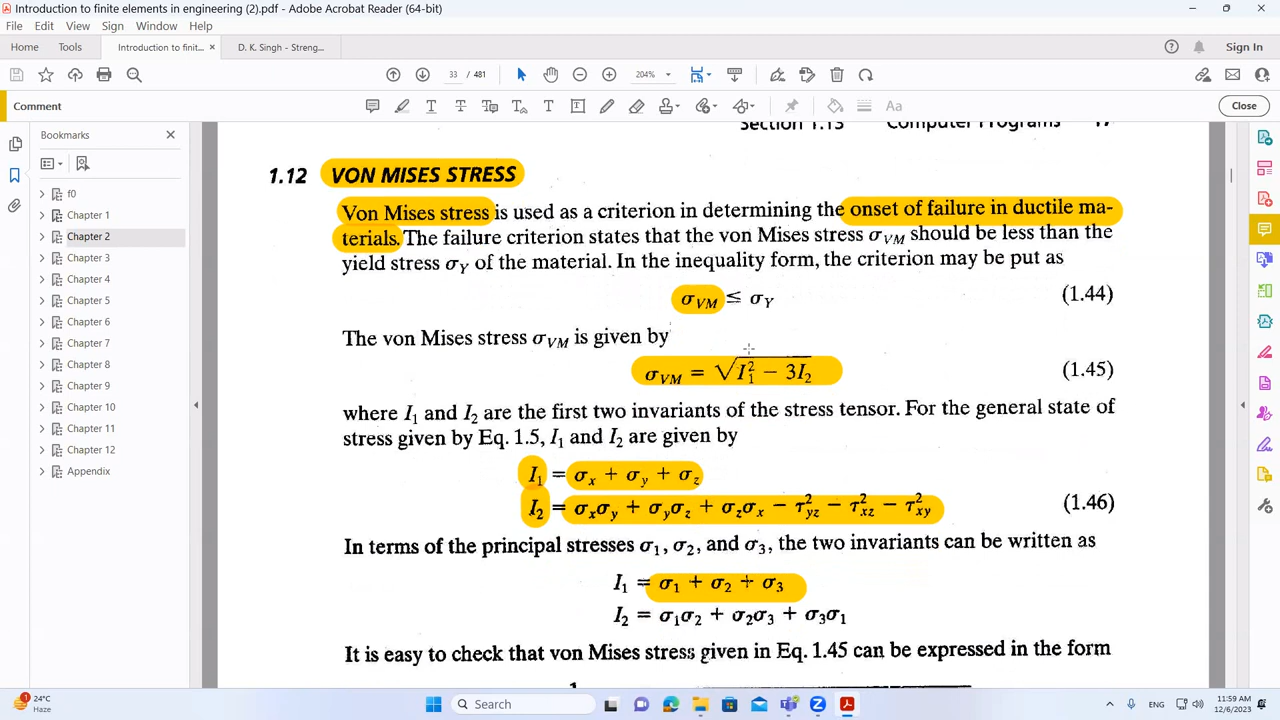 Introduction to finite elements in engineering (2).pdf - Adobe Acrobat Reader (64-bit)
File Edit View Sign Window Help
Home Tools Introduction to finit... × D. K. Singh - Streng... Sign In
33 / 481 204%
Comment Close
Bookmarks
f0
Chapter 1
Chapter 2
Chapter 3
Chapter 4
Chapter 5
Chapter 6
Chapter 7
Chapter 8
Chapter 9
Chapter 10
Chapter 11
Chapter 12
Appendix
Section 1.13 Computer Programs 17
1.12 VON MISES STRESS
Von Mises stress is used as a criterion in determining the onset of failure in ductile ma-
terials. The failure criterion states that the von Mises stress σ_VM should be less than the
yield stress σ_Y of the material. In the inequality form, the criterion may be put as
σ_VM ≤ σ_Y (1.44)
The von Mises stress σ_VM is given by
σ_VM = √(I₁² − 3I₂) (1.45)
where I₁ and I₂ are the first two invariants of the stress tensor. For the general state of
stress given by Eq. 1.5, I₁ and I₂ are given by
I₁ = σ_x + σ_y + σ_z
I₂ = σ_xσ_y + σ_yσ_z + σ_zσ_x − τ²_yz − τ²_xz − τ²_xy (1.46)
In terms of the principal stresses σ₁, σ₂, and σ₃, the two invariants can be written as
I₁ = σ₁ + σ₂ + σ₃
I₂ = σ₁σ₂ + σ₂σ₃ + σ₃σ₁
It is easy to check that von Mises stress given in Eq. 1.45 can be expressed in the form
24°C
Haze
Search
ENG
11:59 AM
12/6/2023